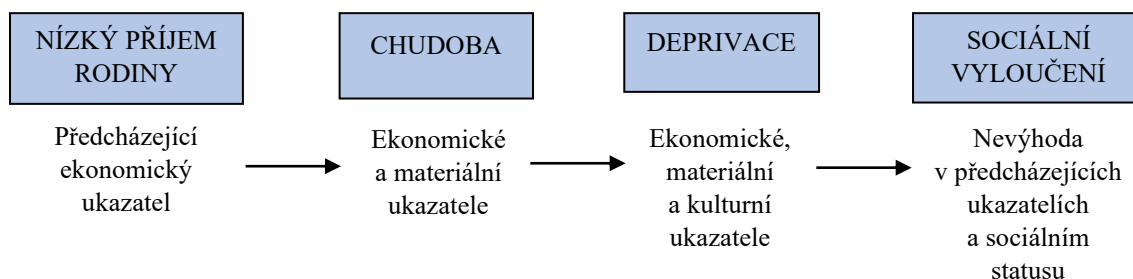 NÍZKÝ PŘÍJEM
RODINY
CHUDOBA
DEPRIVACE
SOCIÁLNÍ
VYLOUČENÍ
Předcházející
ekonomický
ukazatel
Ekonomické
a materiální
ukazatele
Ekonomické,
materiální
a kulturní
ukazatele
Nevýhoda
v předcházejících
ukazatelích
a sociálním
statusu